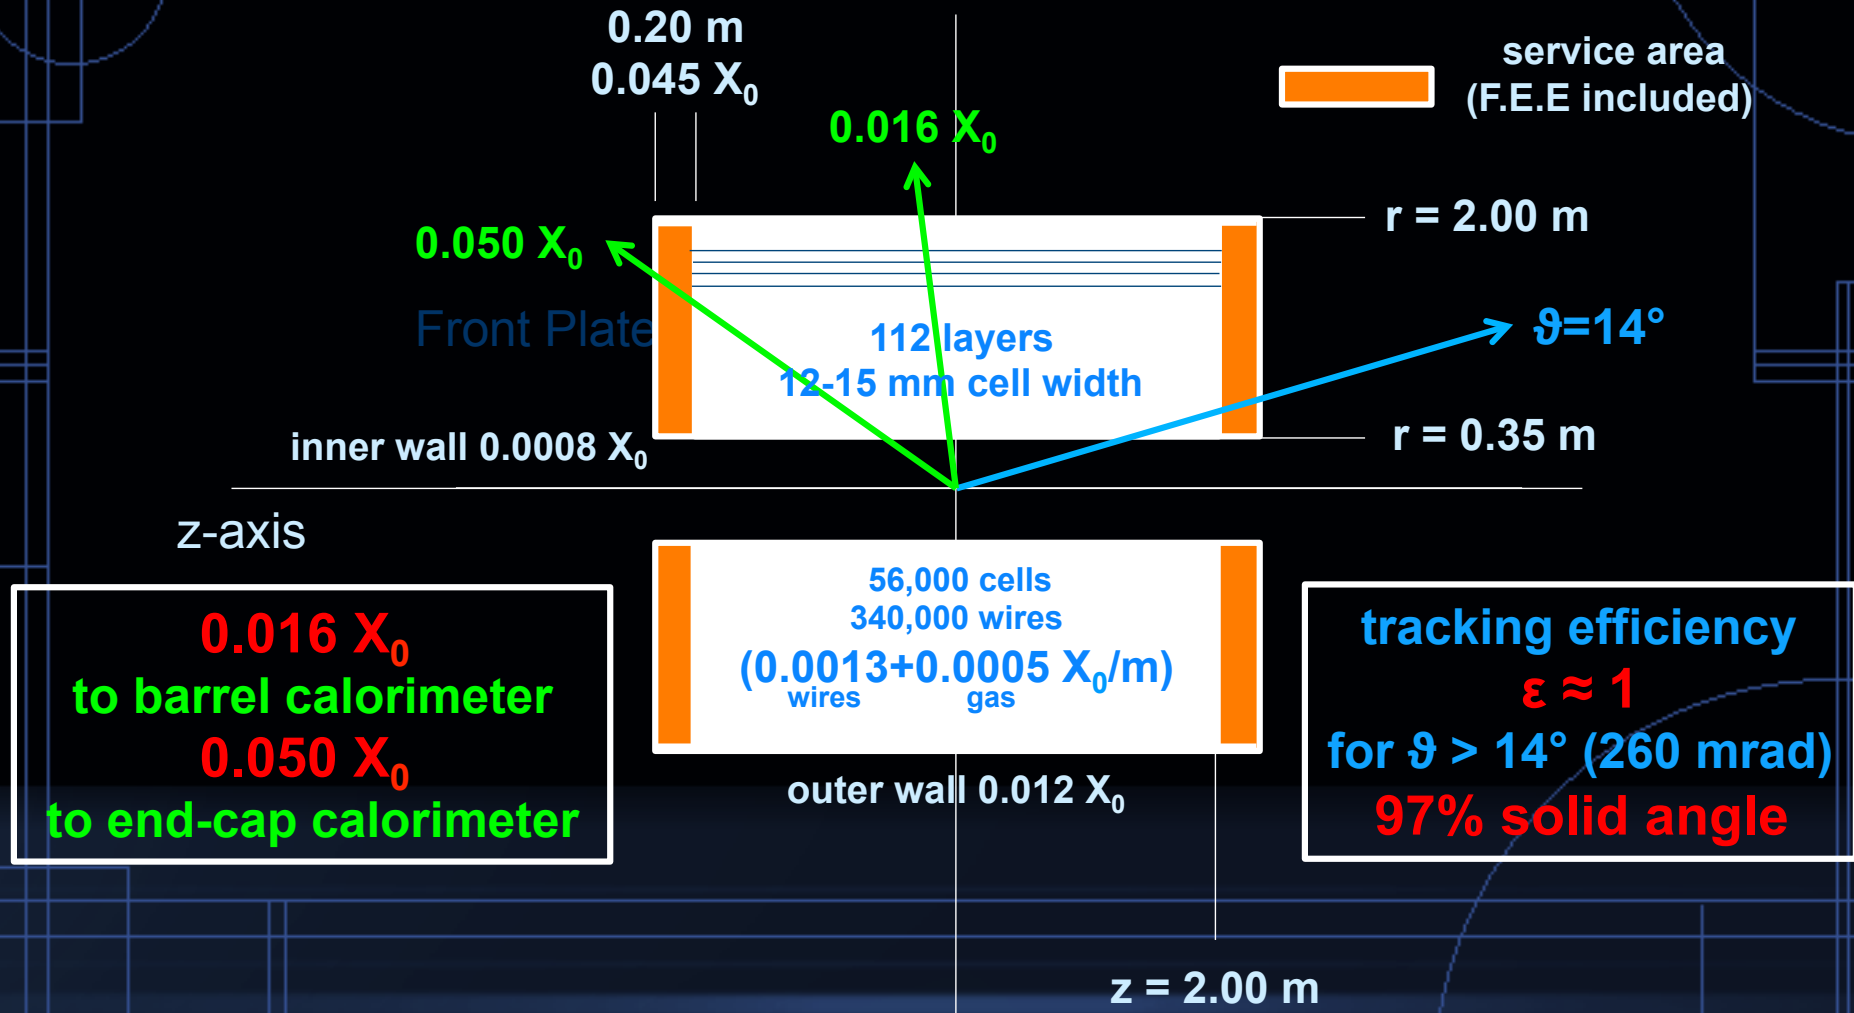 0.20 m
0.045 X₀
service area
(F.E.E included)
0.016 X₀
r = 2.00 m
0.050 X₀
Front Plate
112 layers
12-15 mm cell width
ϑ=14°
inner wall 0.0008 X₀
r = 0.35 m
z-axis
56,000 cells
340,000 wires
(0.0013+0.0005 X₀/m)
wires gas
0.016 X₀
to barrel calorimeter
0.050 X₀
to end-cap calorimeter
tracking efficiency
ε ≈ 1
for ϑ > 14° (260 mrad)
97% solid angle
outer wall 0.012 X₀
z = 2.00 m